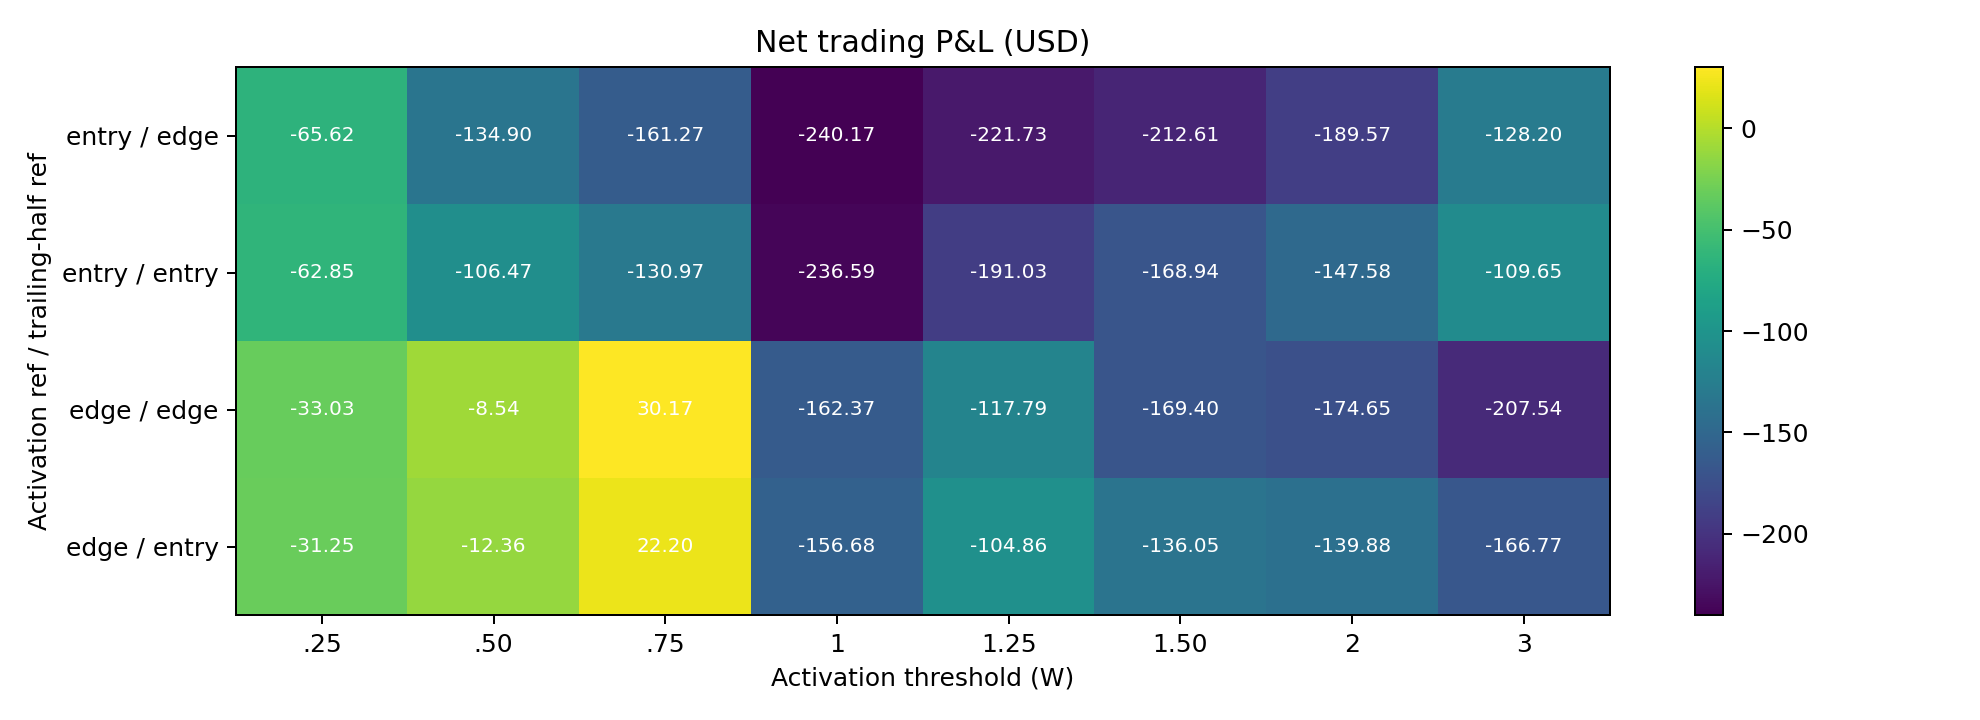 Net trading P&L (USD)
Activation ref / trailing-half ref
entry / edge -65.62 -134.90 -161.27 -240.17 -221.73 -212.61 -189.57 -128.20
entry / entry -62.85 -106.47 -130.97 -236.59 -191.03 -168.94 -147.58 -109.65
edge / edge -33.03 -8.54 30.17 -162.37 -117.79 -169.40 -174.65 -207.54
edge / entry -31.25 -12.36 22.20 -156.68 -104.86 -136.05 -139.88 -166.77
.25 .50 .75 1 1.25 1.50 2 3
Activation threshold (W)
0
−50
−100
−150
−200